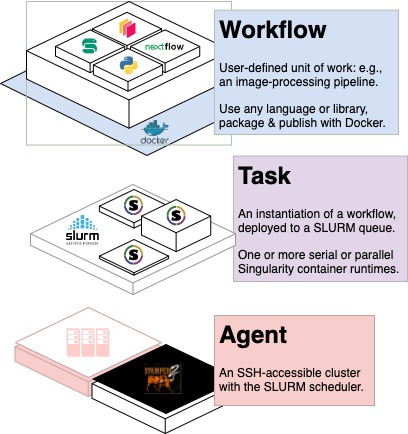 Workflow
User-defined unit of work: e.g.,
an image-processing pipeline.
Use any language or library,
package & publish with Docker.
nextflow
docker
Task
An instantiation of a workflow,
deployed to a SLURM queue.
One or more serial or parallel
Singularity container runtimes.
slurm
S
S
S
Agent
An SSH-accessible cluster
with the SLURM scheduler.